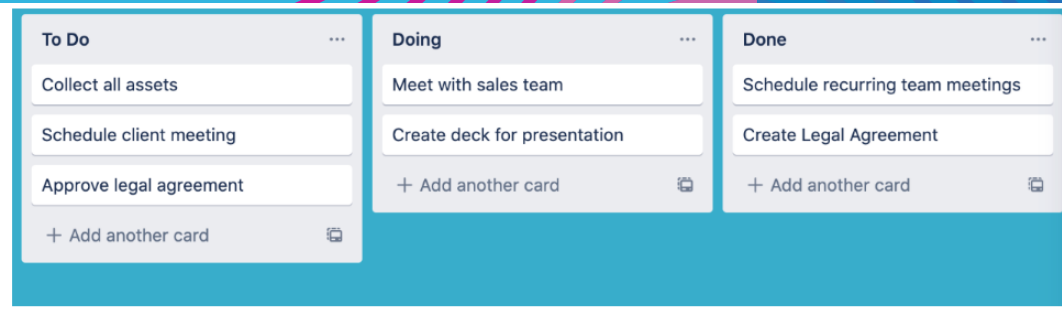 To Do
Collect all assets
Schedule client meeting
Approve legal agreement
+ Add another card
Doing
Meet with sales team
Create deck for presentation
+ Add another card
Done
Schedule recurring team meetings
Create Legal Agreement
+ Add another card